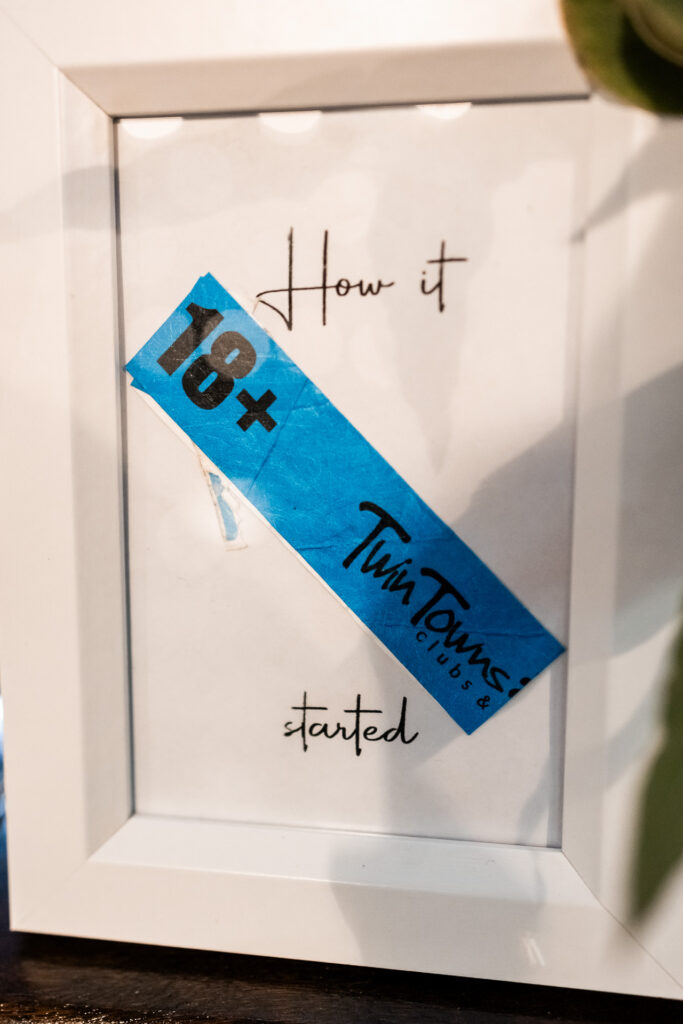 How it
18+
Twin Towns
clubs &
started